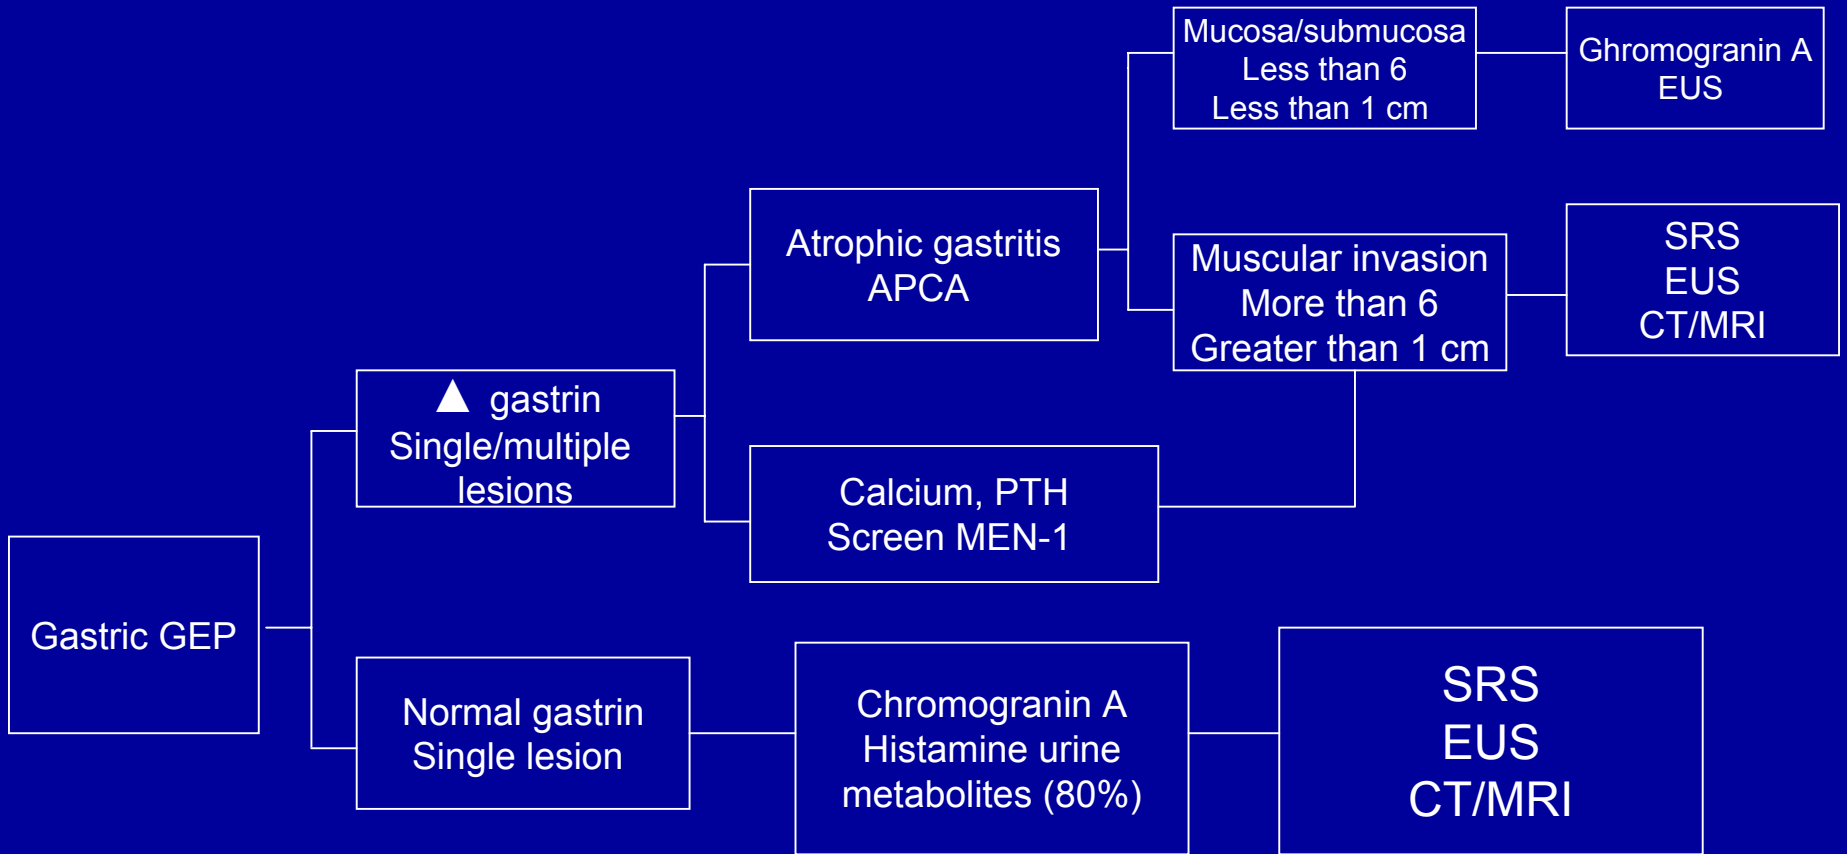 Mucosa/submucosa
Less than 6
Less than 1 cm
Ghromogranin A
EUS
Atrophic gastritis
APCA
Muscular invasion
More than 6
Greater than 1 cm
SRS
EUS
CT/MRI
▲ gastrin
Single/multiple
lesions
Calcium, PTH
Screen MEN-1
Gastric GEP
Normal gastrin
Single lesion
Chromogranin A
Histamine urine
metabolites (80%)
SRS
EUS
CT/MRI